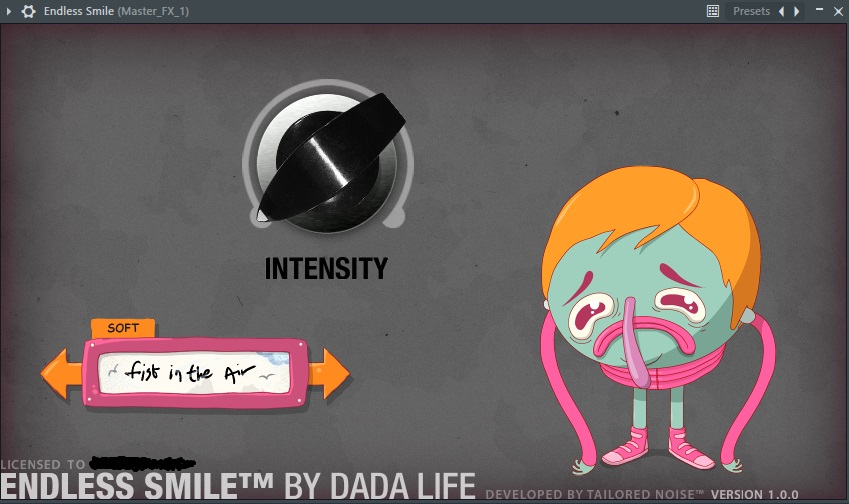 Endless Smile (Master_FX_1)
Presets
INTENSITY
SOFT
fist in the Air
LICENSED TO
ENDLESS SMILE™ BY DADA LIFE DEVELOPED BY TAILORED NOISE™ VERSION 1.0.0